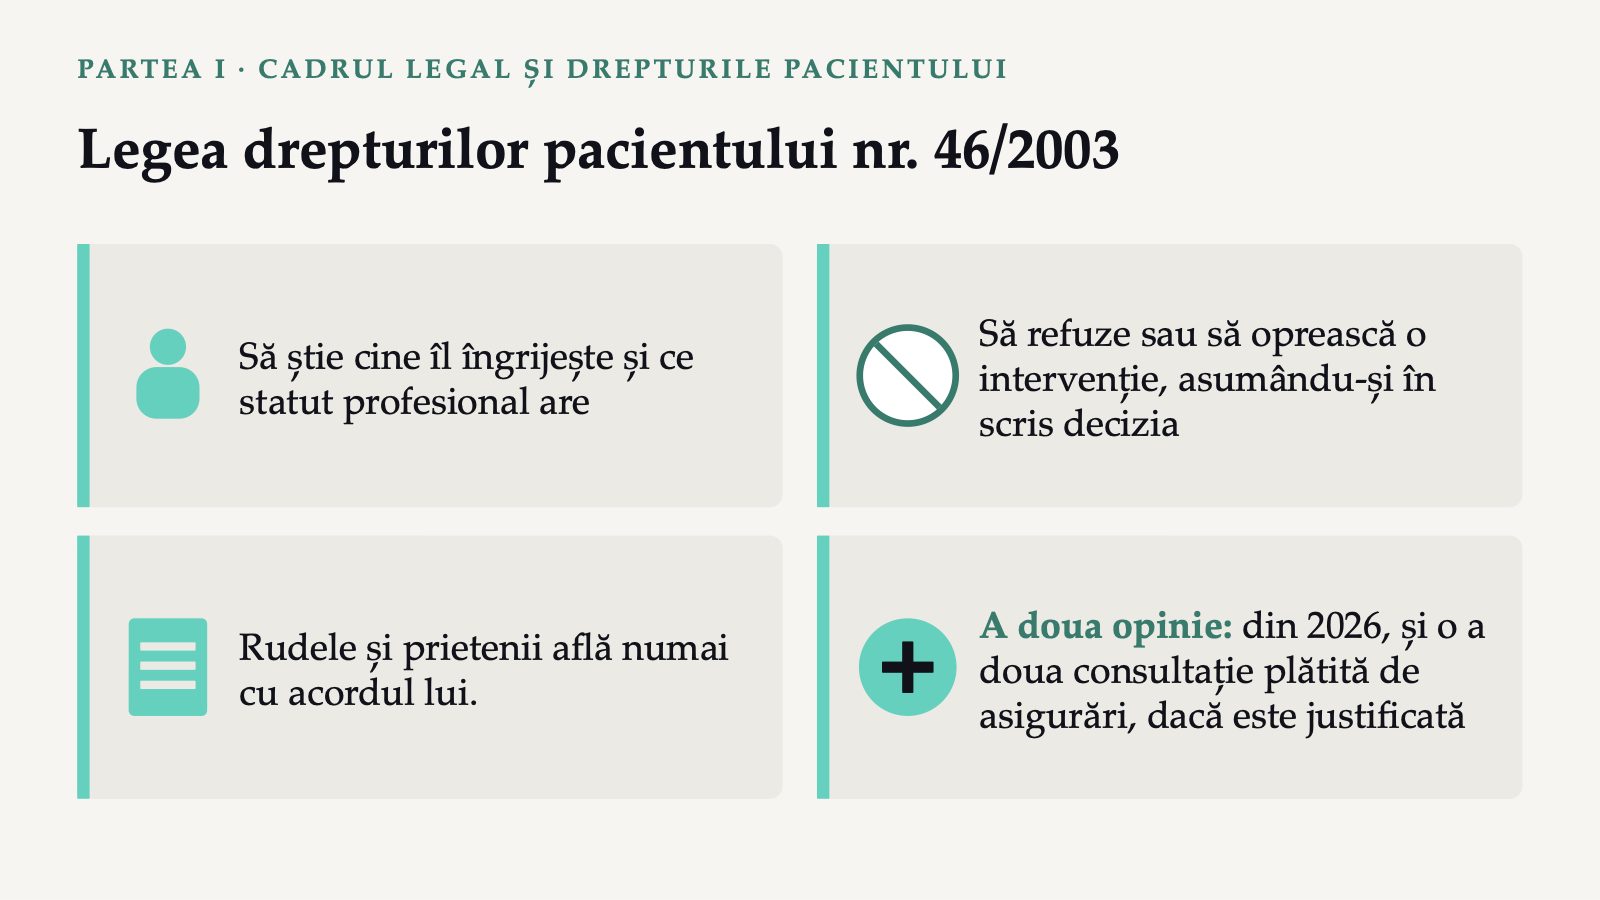 PARTEA I · CADRUL LEGAL ȘI DREPTURILE PACIENTULUI
Legea drepturilor pacientului nr. 46/2003
Să știe cine îl îngrijește și ce
statut profesional are
Să refuze sau să oprească o
intervenție, asumându-și în
scris decizia
Rudele și prietenii află numai
cu acordul lui.
A doua opinie: din 2026, și o a
doua consultație plătită de
asigurări, dacă este justificată